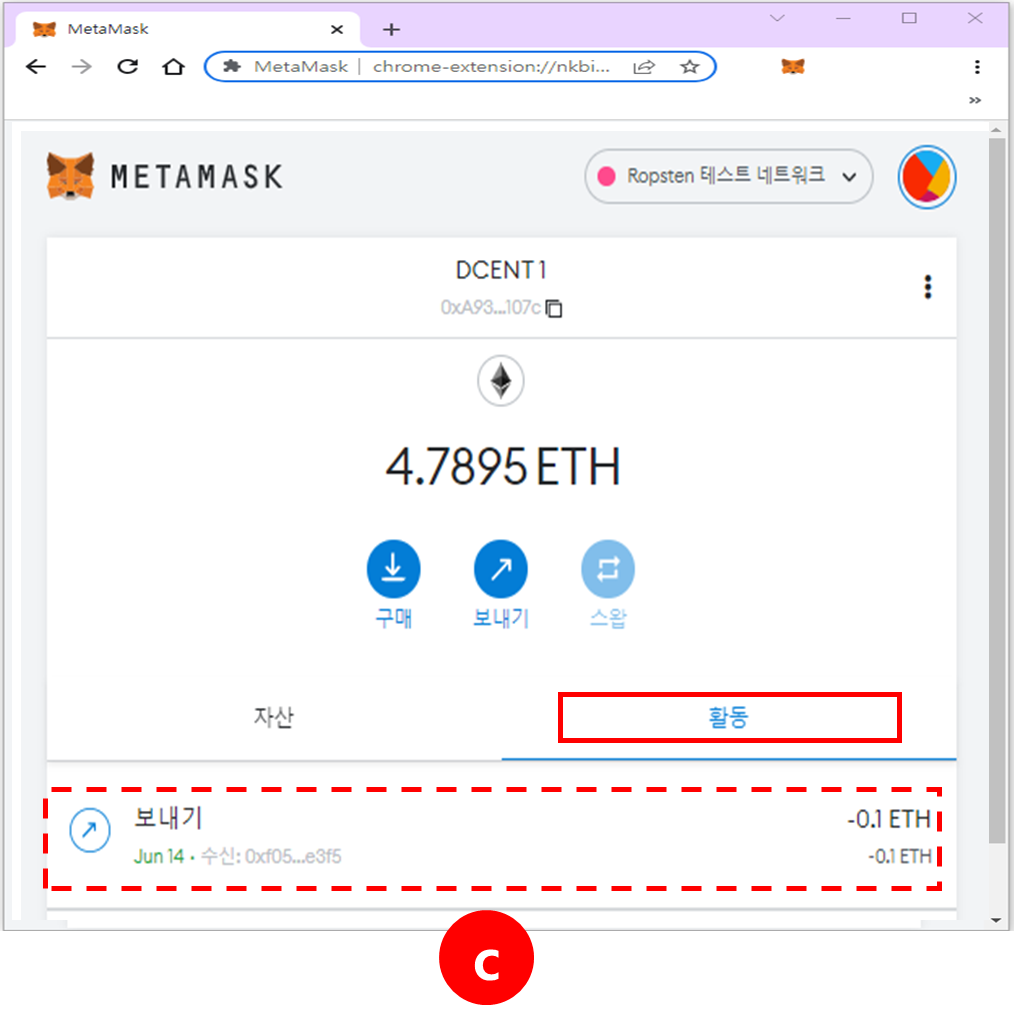 MetaMask
MetaMask | chrome-extension://nkbi...
METAMASK
Ropsten 테스트 네트워크
DCENT 1
0xA93...107c
4.7895 ETH
구매 보내기 스왑
자산 활동
보내기 -0.1 ETH
Jun 14 · 수신: 0xf05...e3f5 -0.1 ETH
C